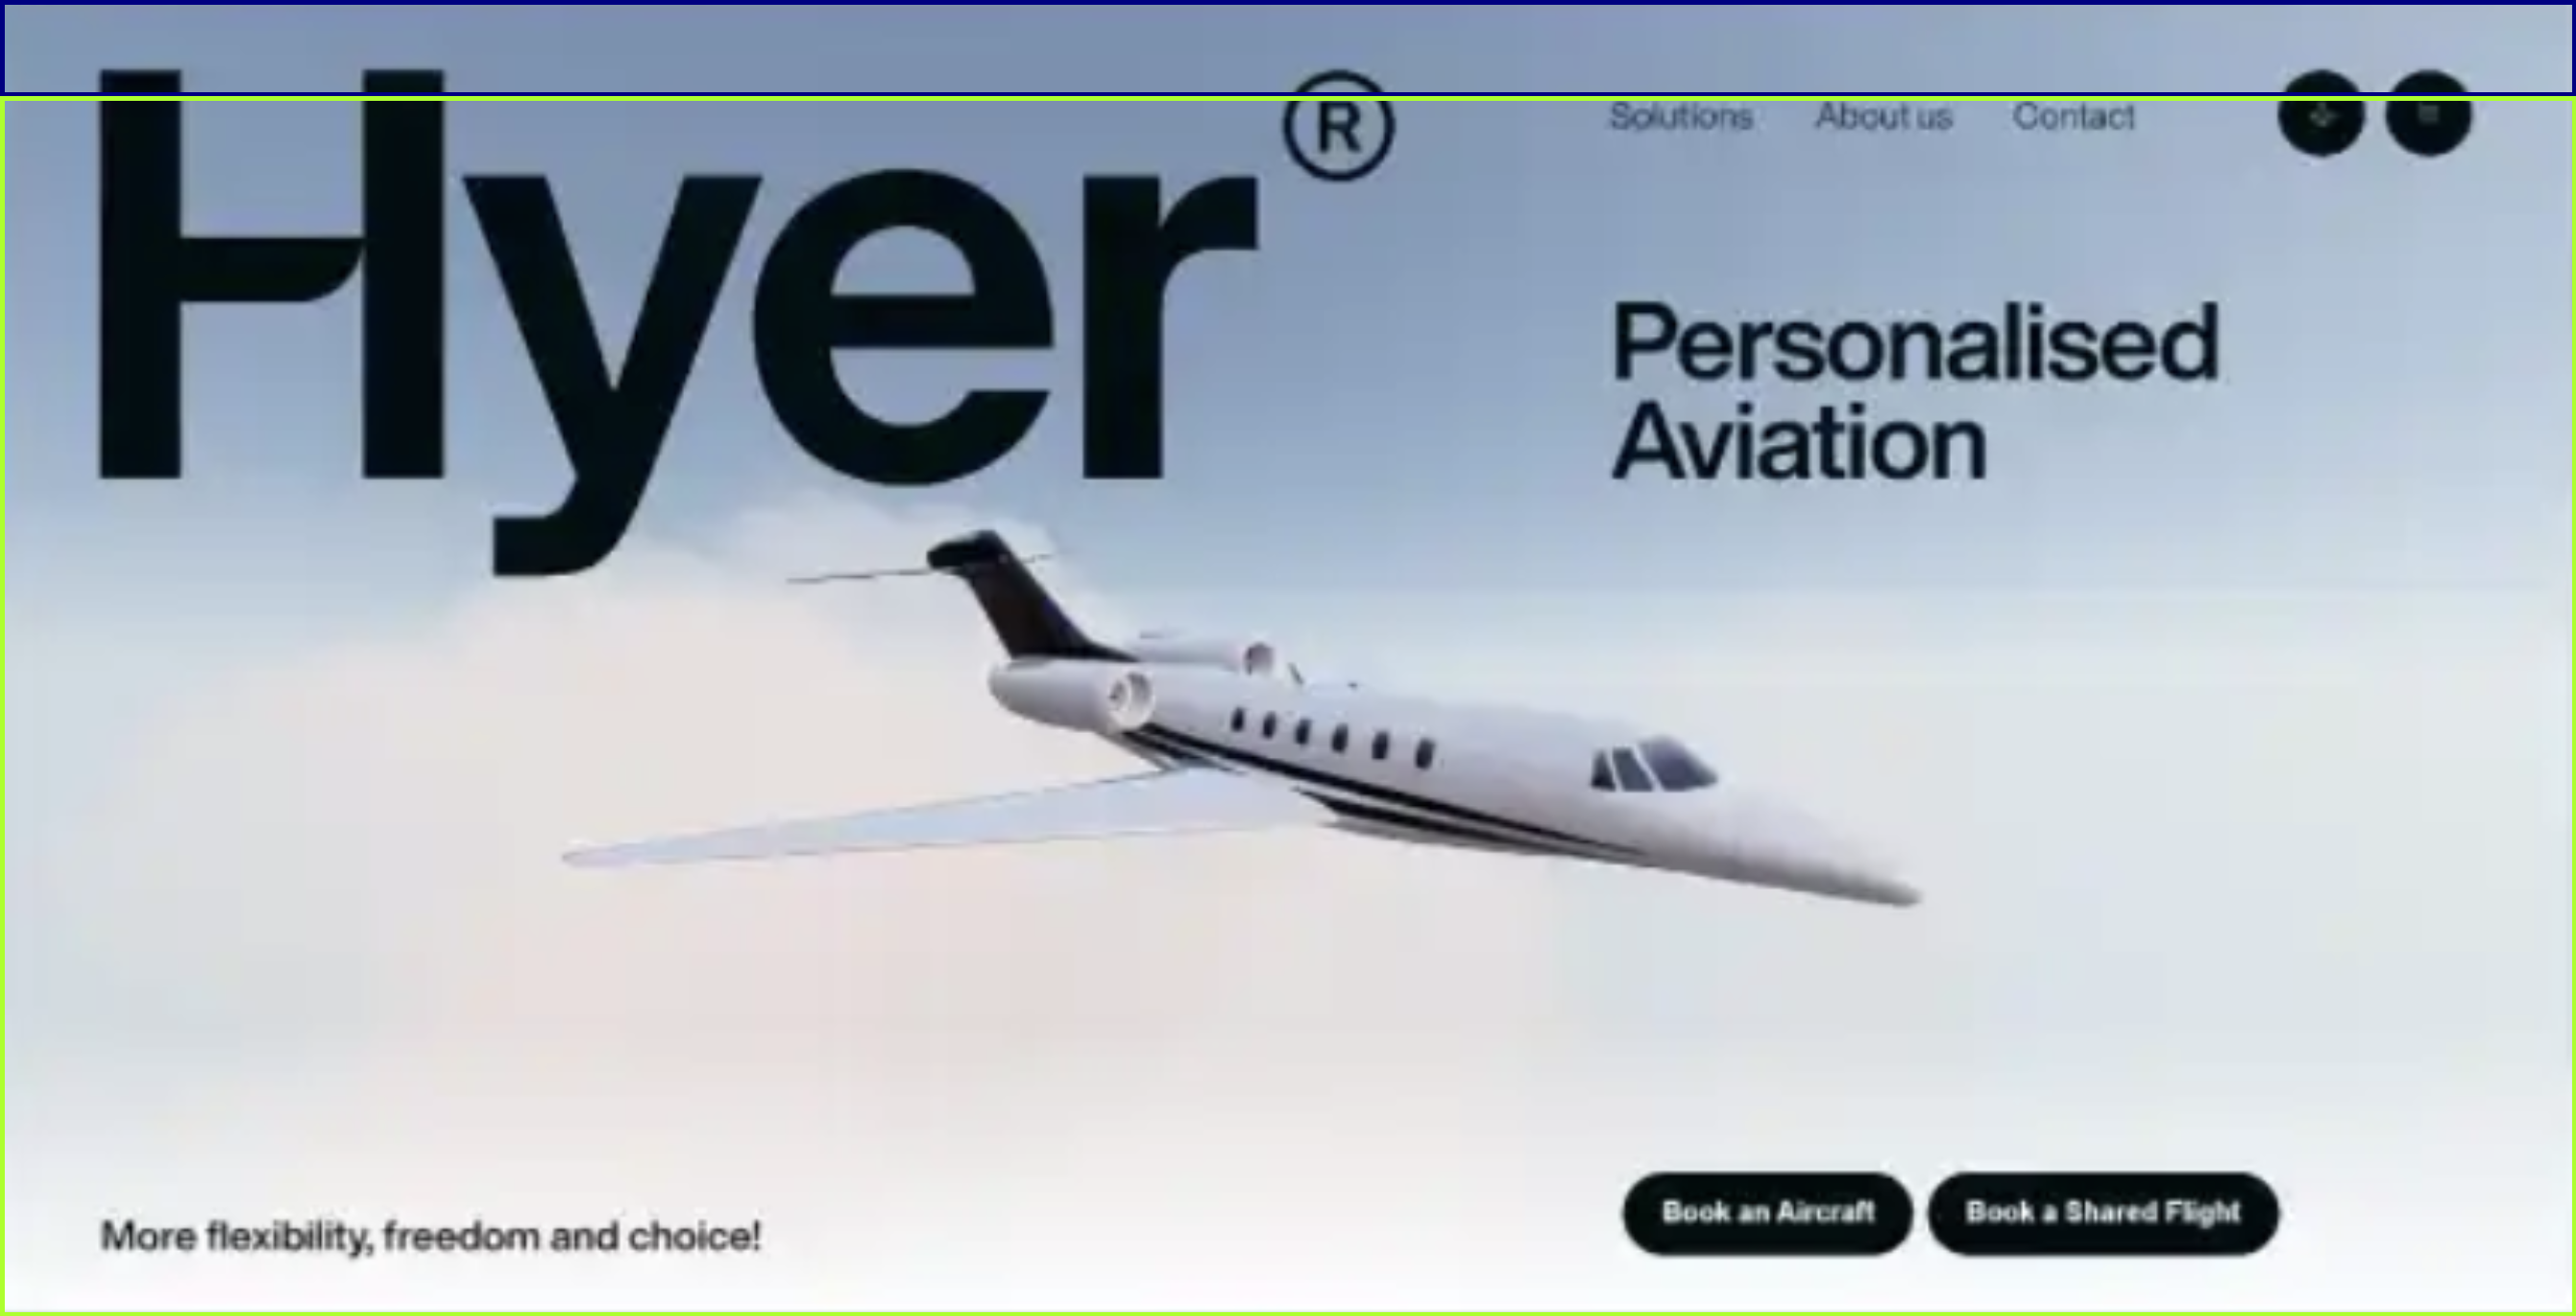 Hyer®
Solutions About us Contact
Personalised
Aviation
More flexibility, freedom and choice!
Book an Aircraft Book a Shared Flight